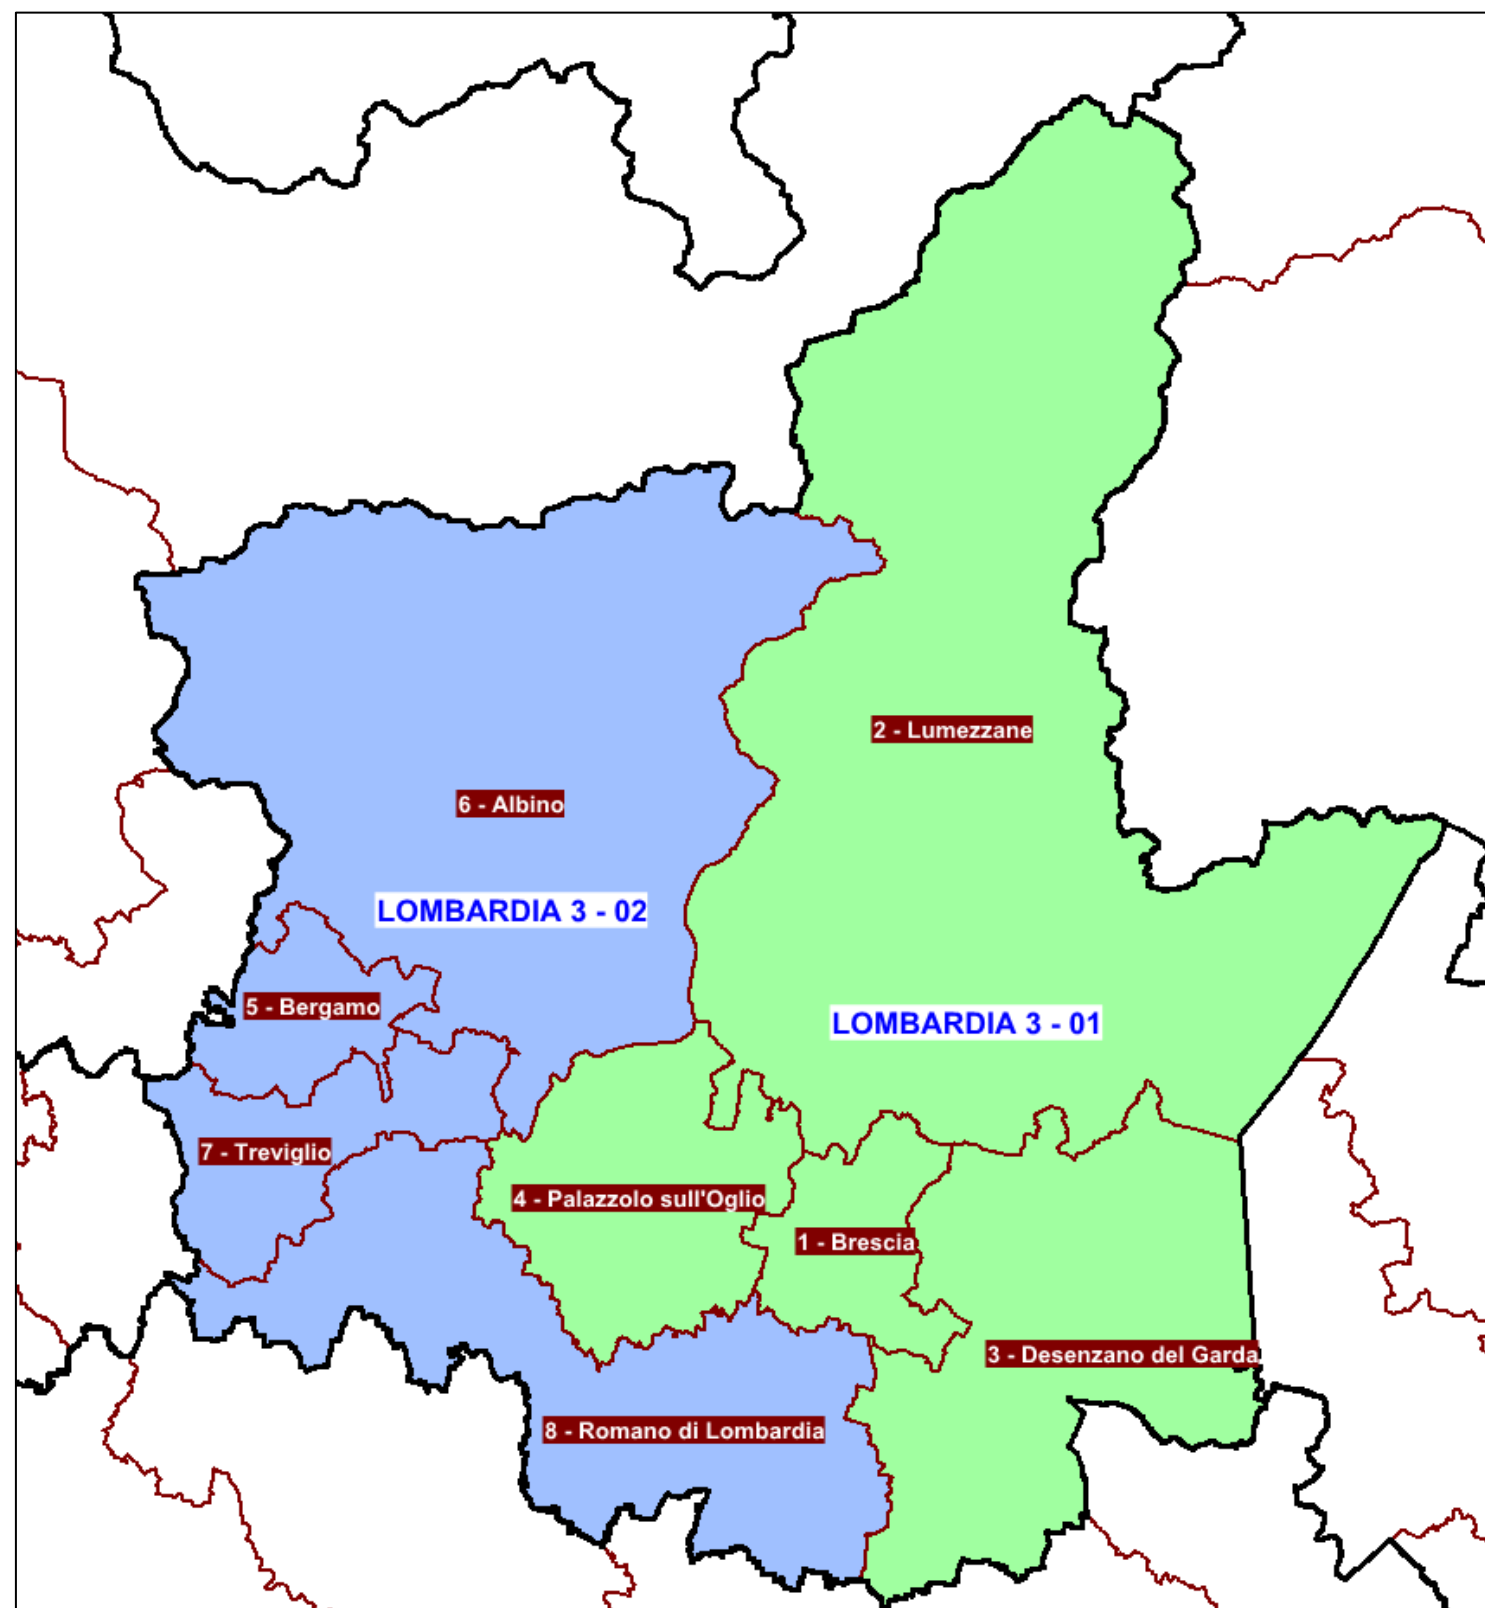 2 - Lumezzane
6 - Albino
LOMBARDIA 3 - 02
5 - Bergamo
LOMBARDIA 3 - 01
7 - Treviglio
4 - Palazzolo sull'Oglio
1 - Brescia
3 - Desenzano del Garda
8 - Romano di Lombardia